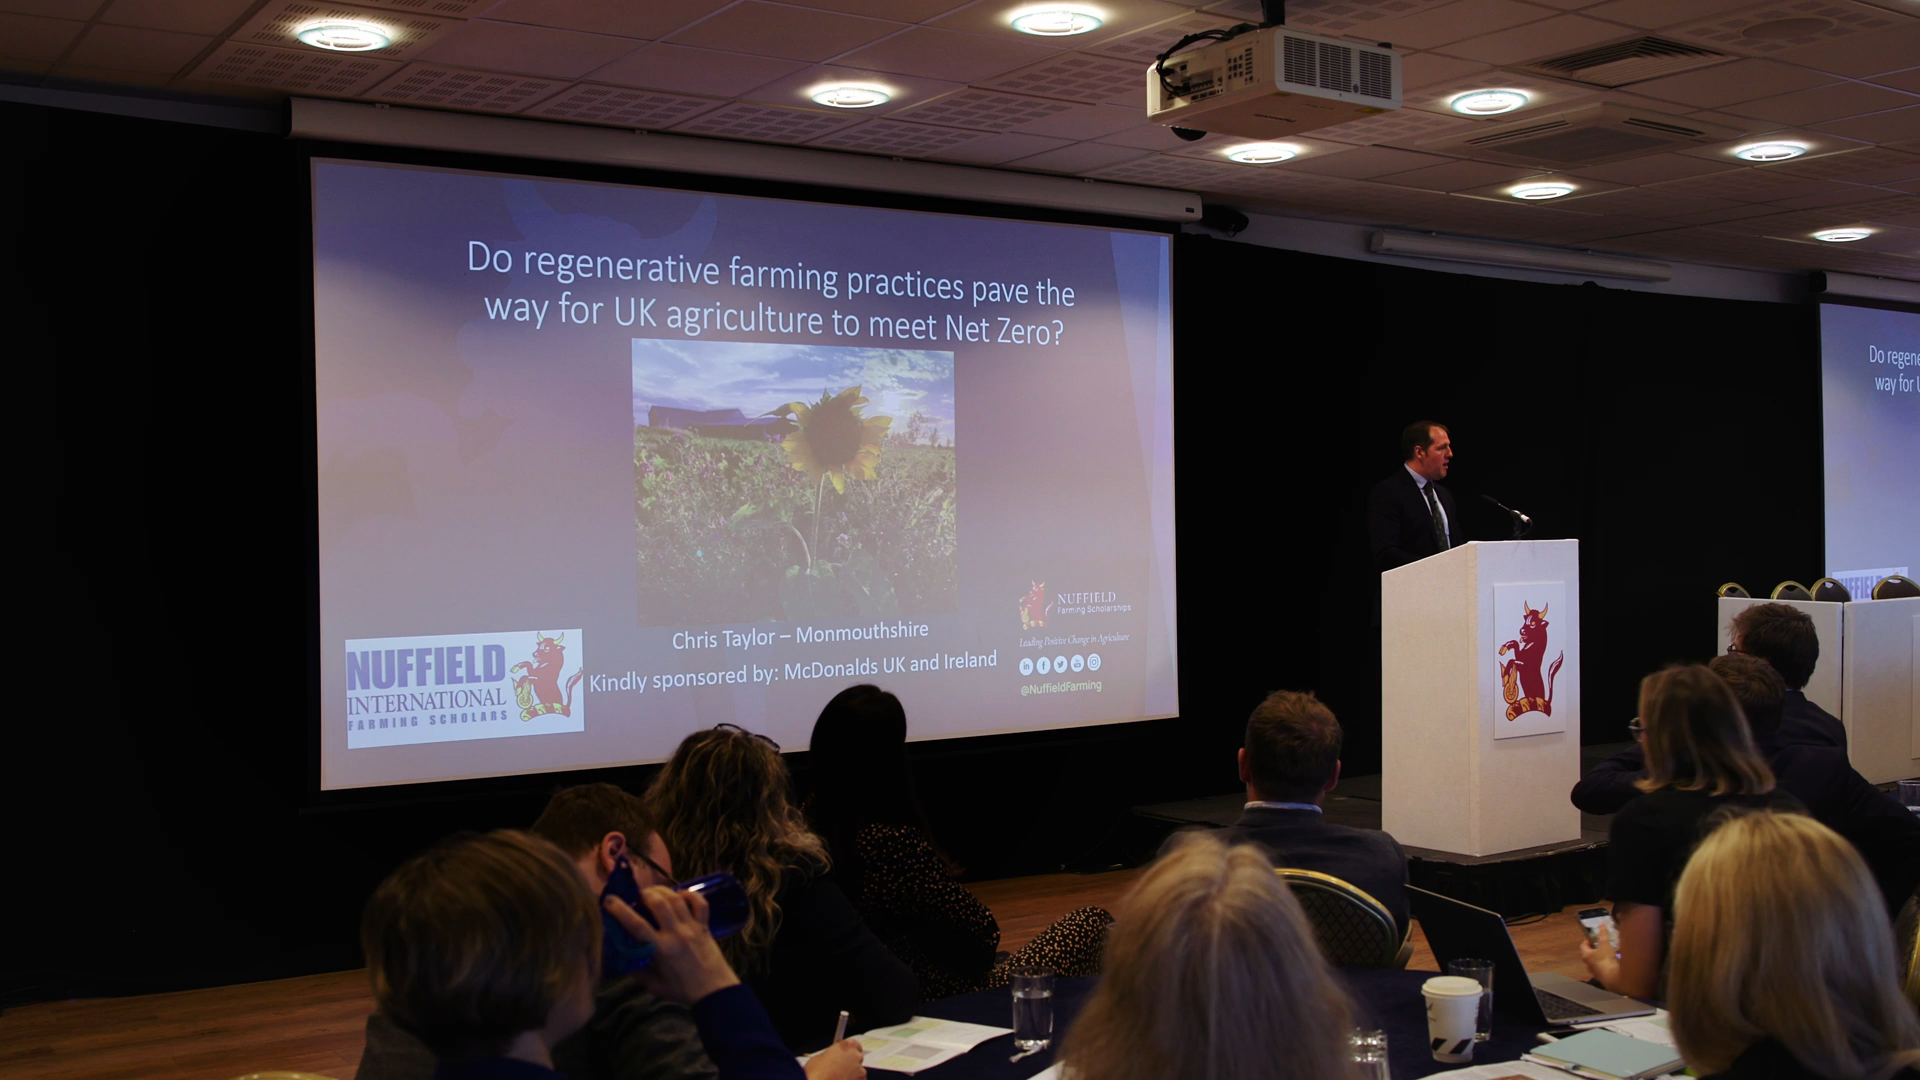 Do regenerative farming practices pave the
way for UK agriculture to meet Net Zero?
Chris Taylor – Monmouthshire
Kindly sponsored by: McDonalds UK and Ireland
NUFFIELD
INTERNATIONAL
FARMING SCHOLARS
NUFFIELD
Farming Scholarships
Leading Positive Change in Agriculture
@NuffieldFarming
Do regene
way for U
NUFFIEL